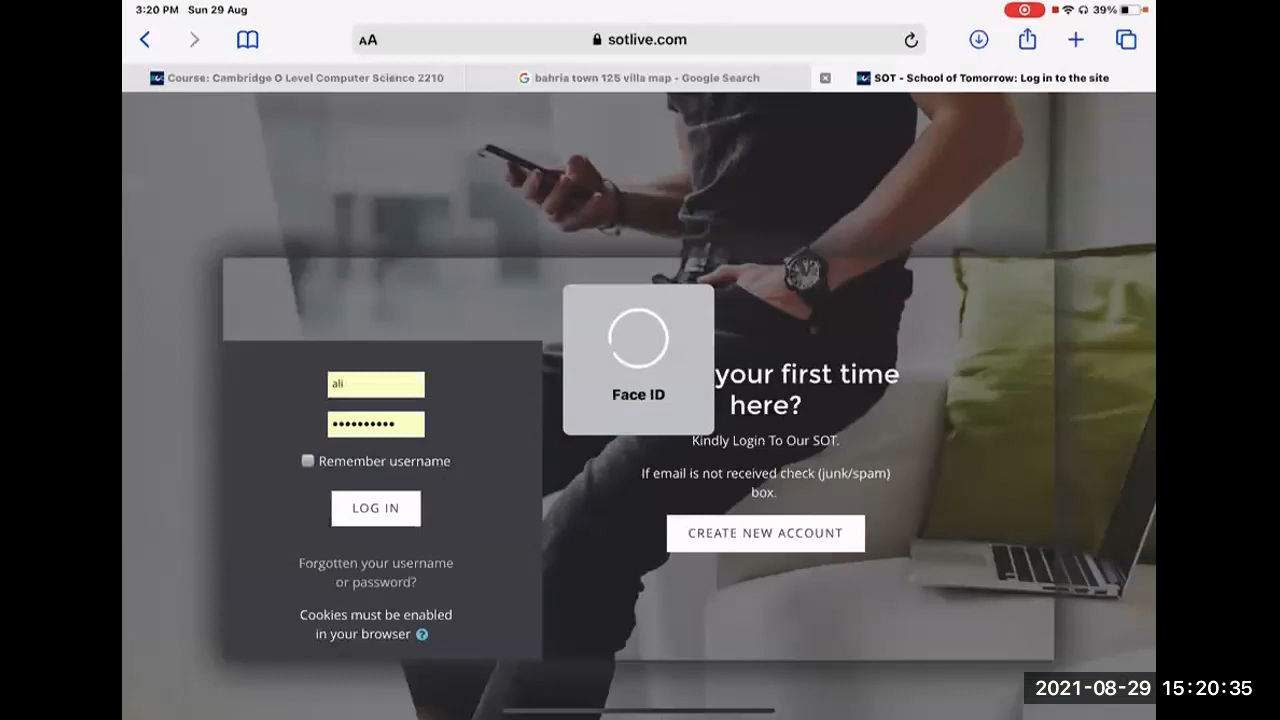 3:20 PM Sun 29 Aug
39%
AA
sotlive.com
Course: Cambridge O Level Computer Science 2210
bahria town 125 villa map - Google Search
SOT - School of Tomorrow: Log in to the site
Face ID
ali
••••••••••
Remember username
LOG IN
Forgotten your username
or password?
Cookies must be enabled
in your browser ?
your first time
here?
Kindly Login To Our SOT.
If email is not received check (junk/spam)
box.
CREATE NEW ACCOUNT
2021-08-29 15:20:35